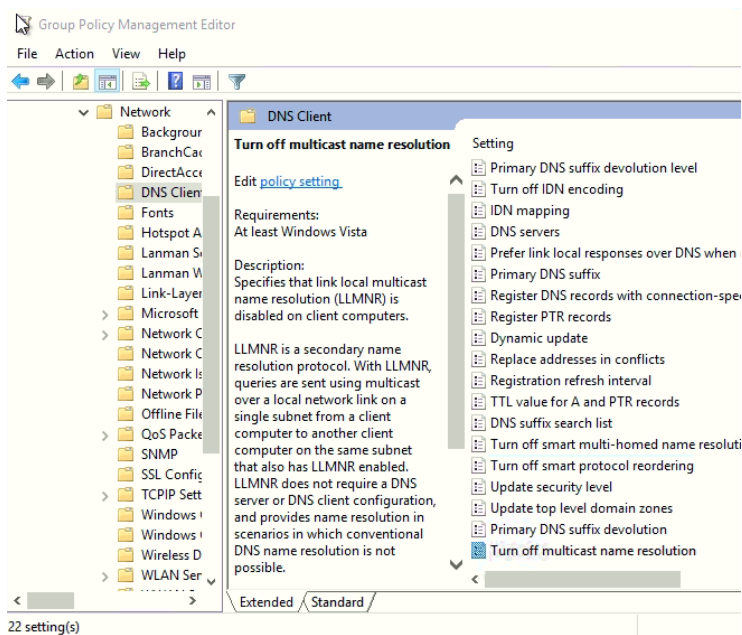 Group Policy Management Editor
File Action View Help
Network
Backgrour
BranchCac
DirectAcce
DNS Clien
Fonts
Hotspot A
Lanman Se
Lanman W
Link-Layer
Microsoft
Network C
Network C
Network Is
Network P
Offline File
QoS Packe
SNMP
SSL Config
TCPIP Sett
Windows
Windows
Wireless D
WLAN Ser
DNS Client
Turn off multicast name resolution
Edit policy setting
Requirements:
At least Windows Vista
Description:
Specifies that link local multicast
name resolution (LLMNR) is
disabled on client computers.
LLMNR is a secondary name
resolution protocol. With LLMNR,
queries are sent using multicast
over a local network link on a
single subnet from a client
computer to another client
computer on the same subnet
that also has LLMNR enabled.
LLMNR does not require a DNS
server or DNS client configuration,
and provides name resolution in
scenarios in which conventional
DNS name resolution is not
possible.
Setting
Primary DNS suffix devolution level
Turn off IDN encoding
IDN mapping
DNS servers
Prefer link local responses over DNS when
Primary DNS suffix
Register DNS records with connection-spe
Register PTR records
Dynamic update
Replace addresses in conflicts
Registration refresh interval
TTL value for A and PTR records
DNS suffix search list
Turn off smart multi-homed name resoluti
Turn off smart protocol reordering
Update security level
Update top level domain zones
Primary DNS suffix devolution
Turn off multicast name resolution
Extended Standard
22 setting(s)